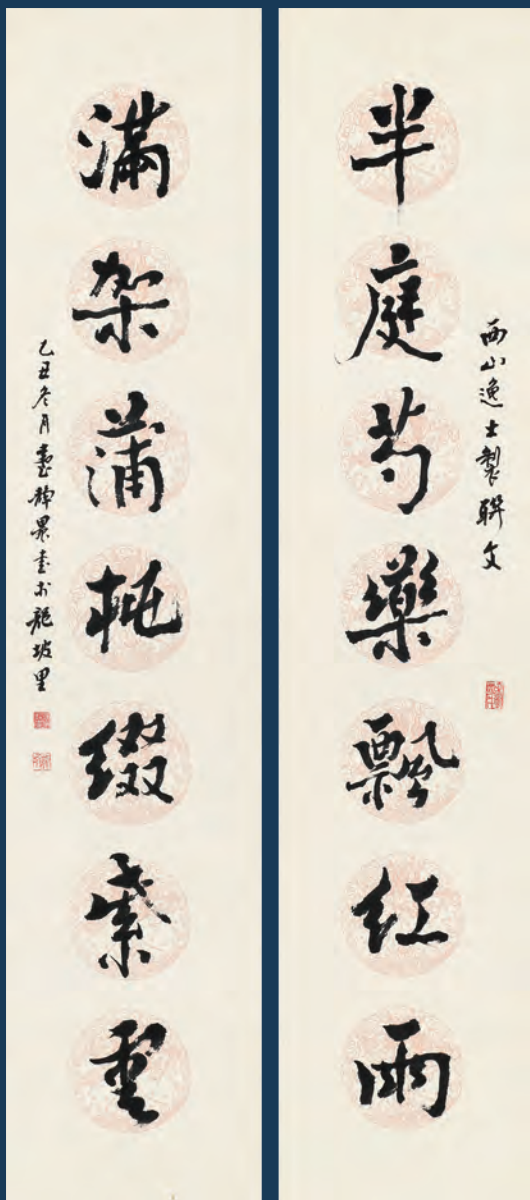 西山逸士製聯文
半庭芍藥飄紅雨
滿架蒲桃綴紫雲
乙丑冬月臺靜農書於龍坡里